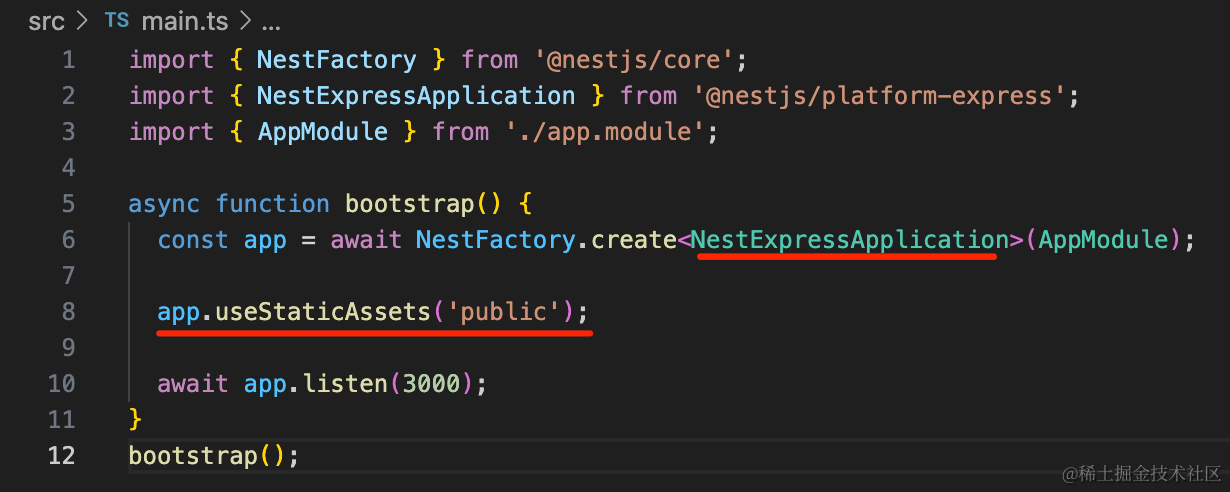 src > TS main.ts > ...
1 import { NestFactory } from '@nestjs/core';
2 import { NestExpressApplication } from '@nestjs/platform-express';
3 import { AppModule } from './app.module';
4
5 async function bootstrap() {
6   const app = await NestFactory.create<NestExpressApplication>(AppModule);
7
8   app.useStaticAssets('public');
9
10   await app.listen(3000);
11 }
12 bootstrap();
@稀土掘金技术社区